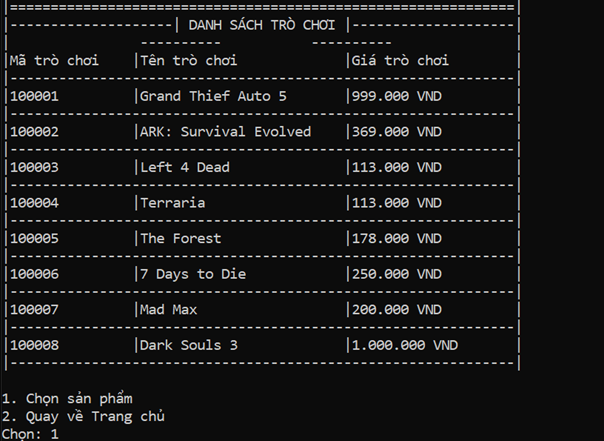 DANH SÁCH TRÒ CHƠI
Mã trò chơi |Tên trò chơi |Giá trò chơi
100001 |Grand Thief Auto 5 |999.000 VND
100002 |ARK: Survival Evolved |369.000 VND
100003 |Left 4 Dead |113.000 VND
100004 |Terraria |113.000 VND
100005 |The Forest |178.000 VND
100006 |7 Days to Die |250.000 VND
100007 |Mad Max |200.000 VND
100008 |Dark Souls 3 |1.000.000 VND
1. Chọn sản phẩm
2. Quay về Trang chủ
Chọn: 1